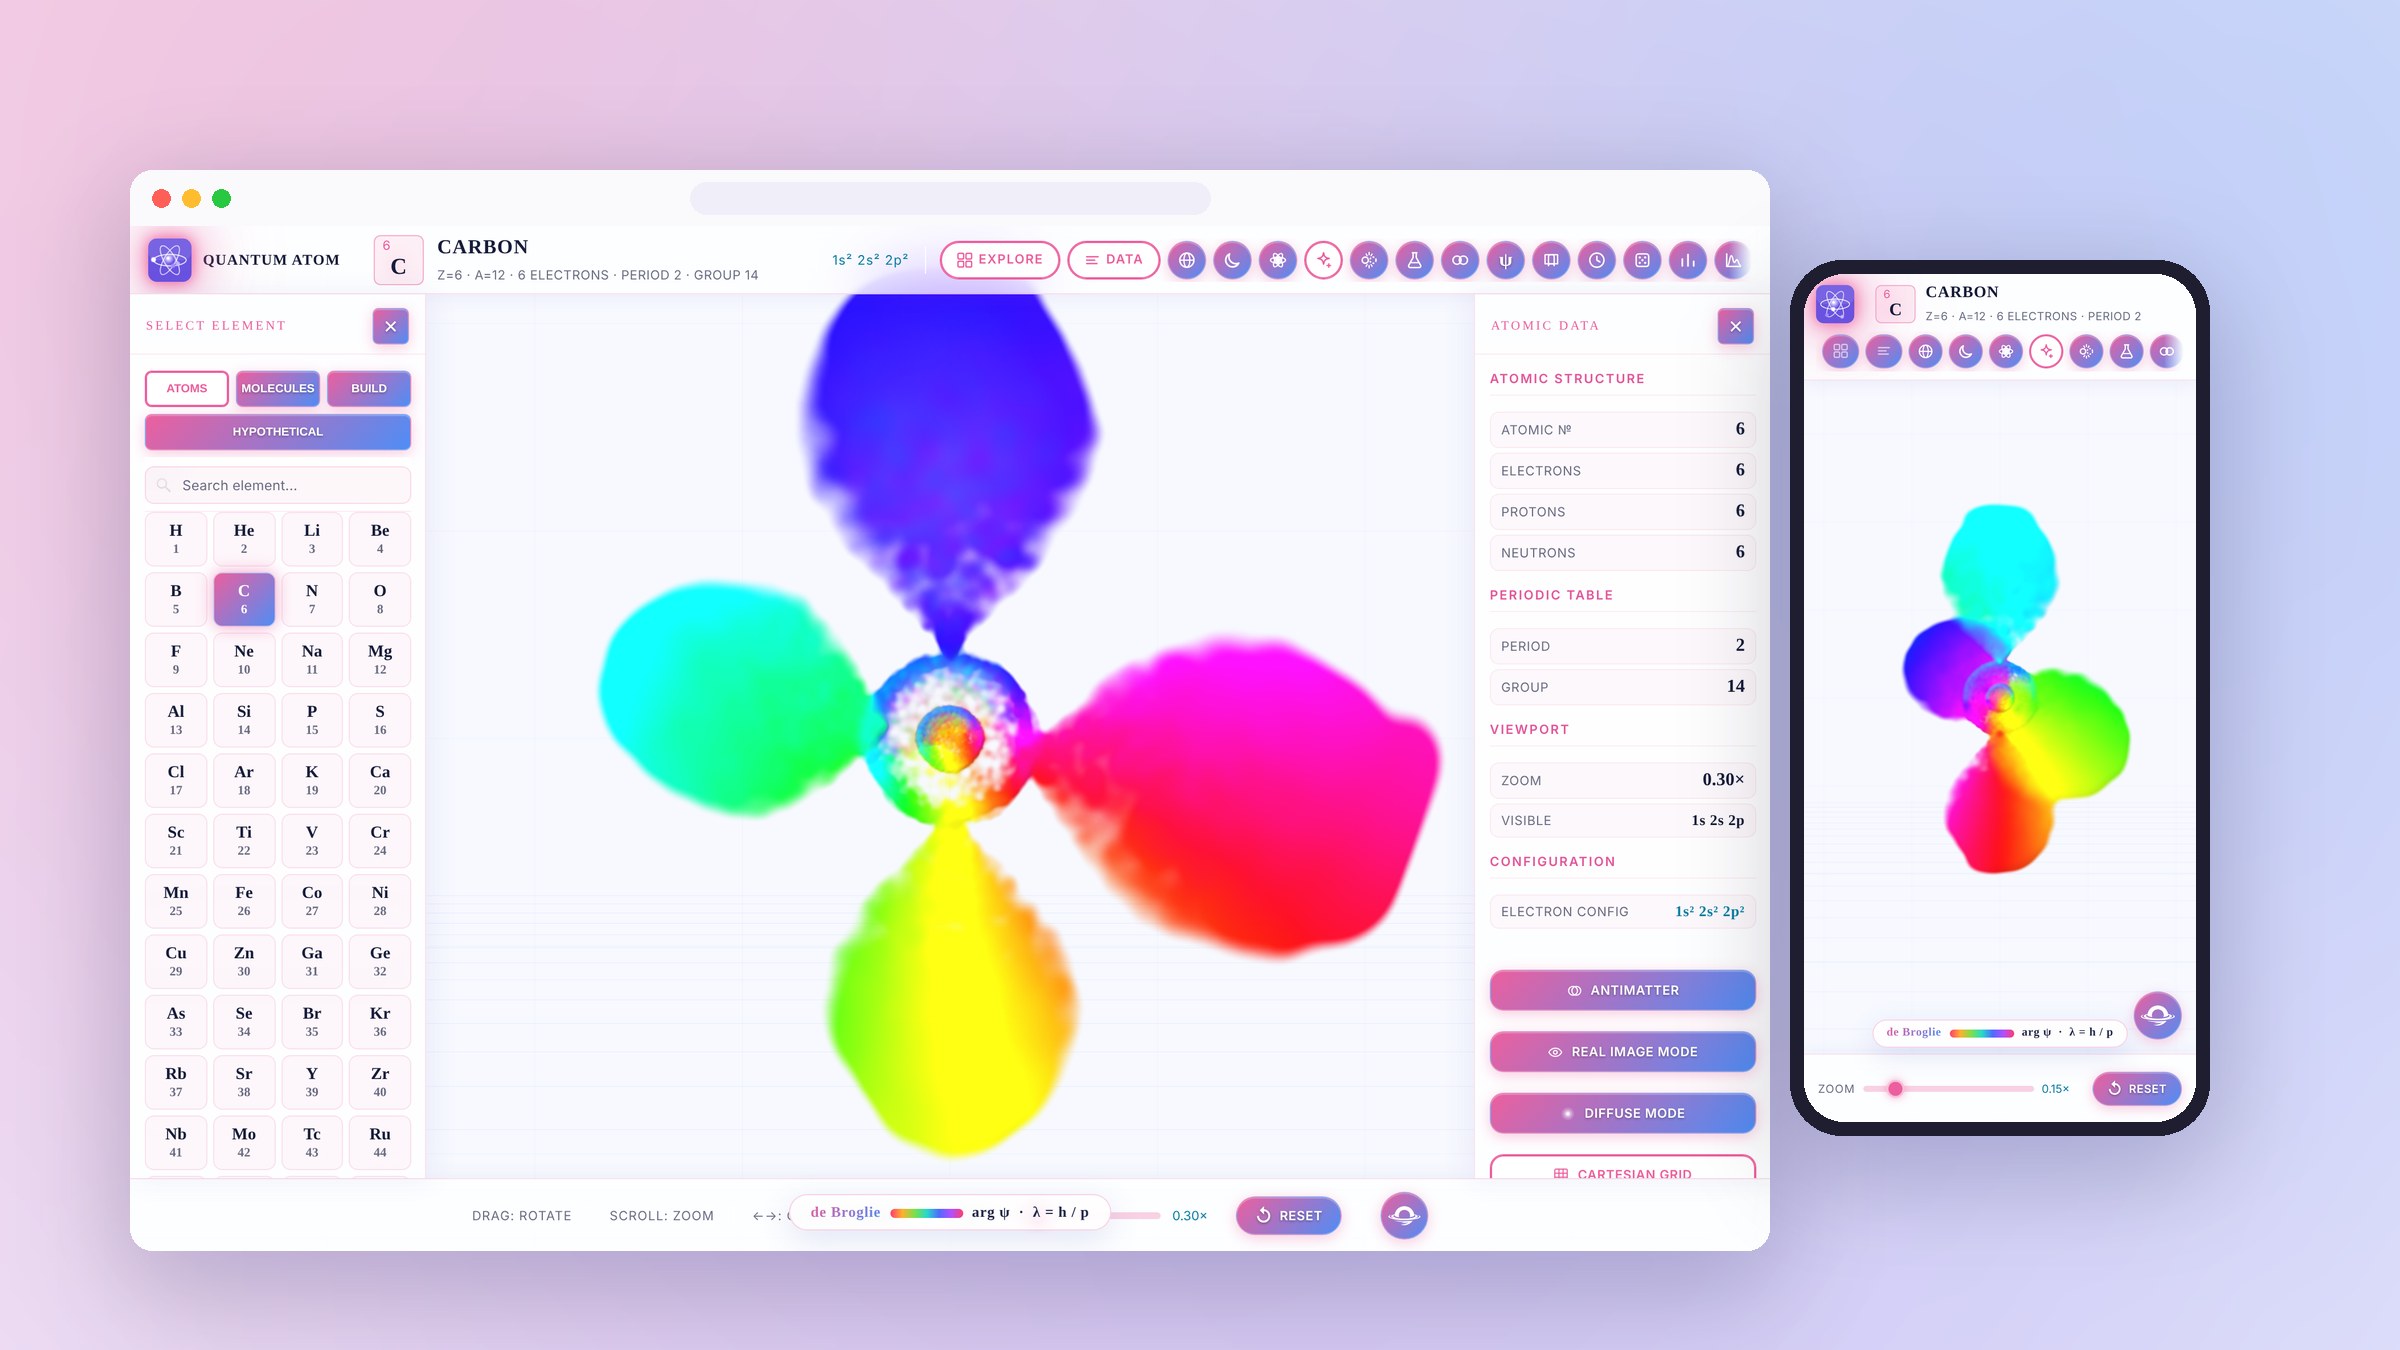 QUANTUM ATOM
6
C
CARBON
Z=6 · A=12 · 6 ELECTRONS · PERIOD 2 · GROUP 14
1s² 2s² 2p²
EXPLORE
DATA
ψ
SELECT ELEMENT
ATOMS
MOLECULES
BUILD
HYPOTHETICAL
Search element...
H He Li Be
1 2 3 4
B C N O
5 6 7 8
F Ne Na Mg
9 10 11 12
Al Si P S
13 14 15 16
Cl Ar K Ca
17 18 19 20
Sc Ti V Cr
21 22 23 24
Mn Fe Co Ni
25 26 27 28
Cu Zn Ga Ge
29 30 31 32
As Se Br Kr
33 34 35 36
Rb Sr Y Zr
37 38 39 40
Nb Mo Tc Ru
41 42 43 44
ATOMIC DATA
ATOMIC STRUCTURE
ATOMIC № 6
ELECTRONS 6
PROTONS 6
NEUTRONS 6
PERIODIC TABLE
PERIOD 2
GROUP 14
VIEWPORT
ZOOM 0.30×
VISIBLE 1s 2s 2p
CONFIGURATION
ELECTRON CONFIG 1s² 2s² 2p²
ANTIMATTER
REAL IMAGE MODE
DIFFUSE MODE
CARTESIAN GRID
DRAG: ROTATE
SCROLL: ZOOM
←→:
de Broglie arg ψ · λ = h / p
0.30×
RESET
6
C
CARBON
Z=6 · A=12 · 6 ELECTRONS · PERIOD 2
de Broglie arg ψ · λ = h / p
ZOOM 0.15×
RESET